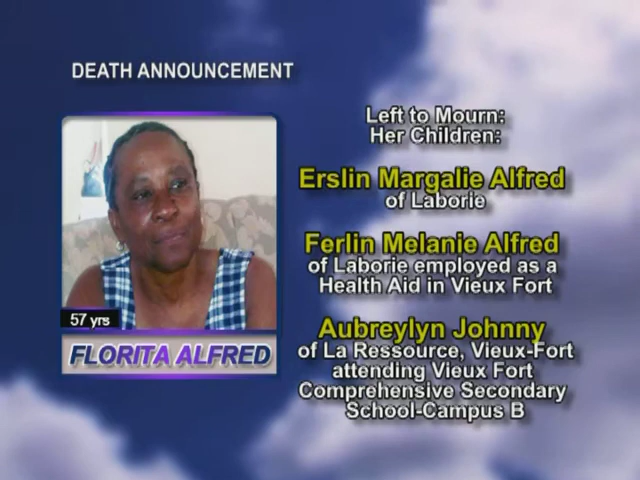 DEATH ANNOUNCEMENT
57 yrs
FLORITA ALFRED
Left to Mourn:
Her Children:
Erslin Margalie Alfred
of Laborie
Ferlin Melanie Alfred
of Laborie employed as a
Health Aid in Vieux Fort
Aubreylyn Johnny
of La Ressource, Vieux-Fort
attending Vieux Fort
Comprehensive Secondary
School-Campus B